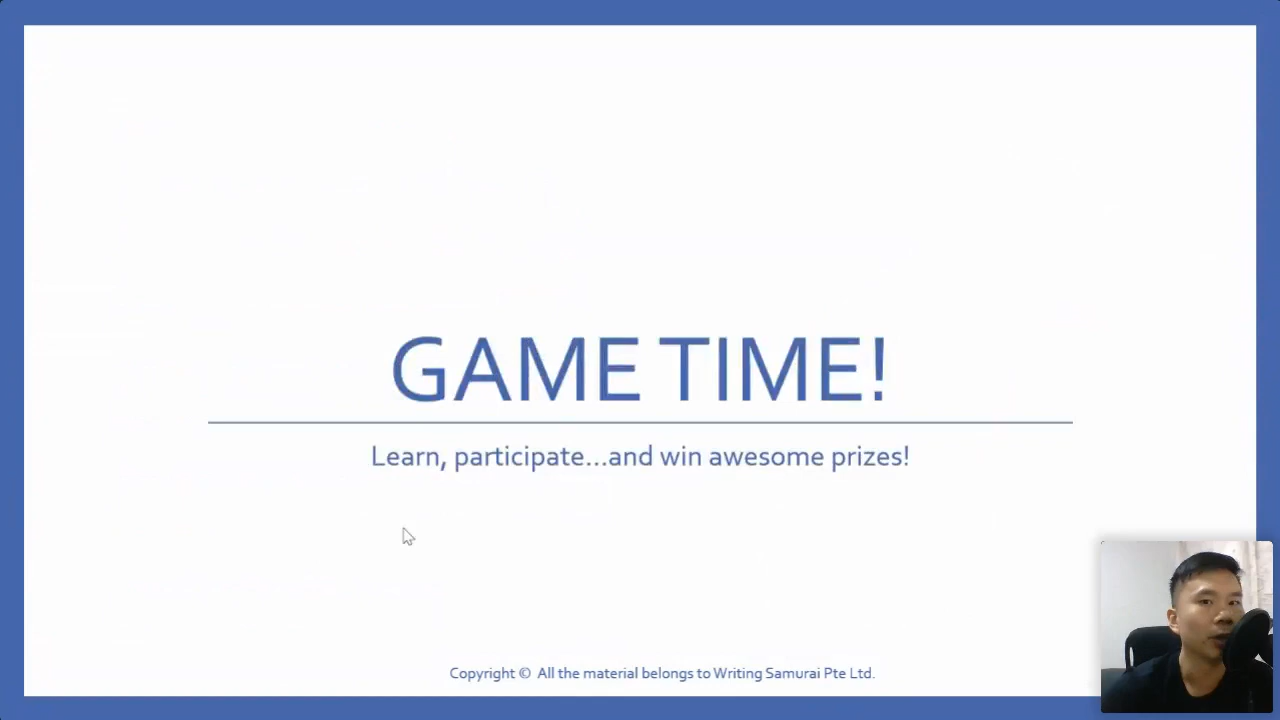 GAME TIME!
Learn, participate...and win awesome prizes!
Copyright © All the material belongs to Writing Samurai Pte Ltd.